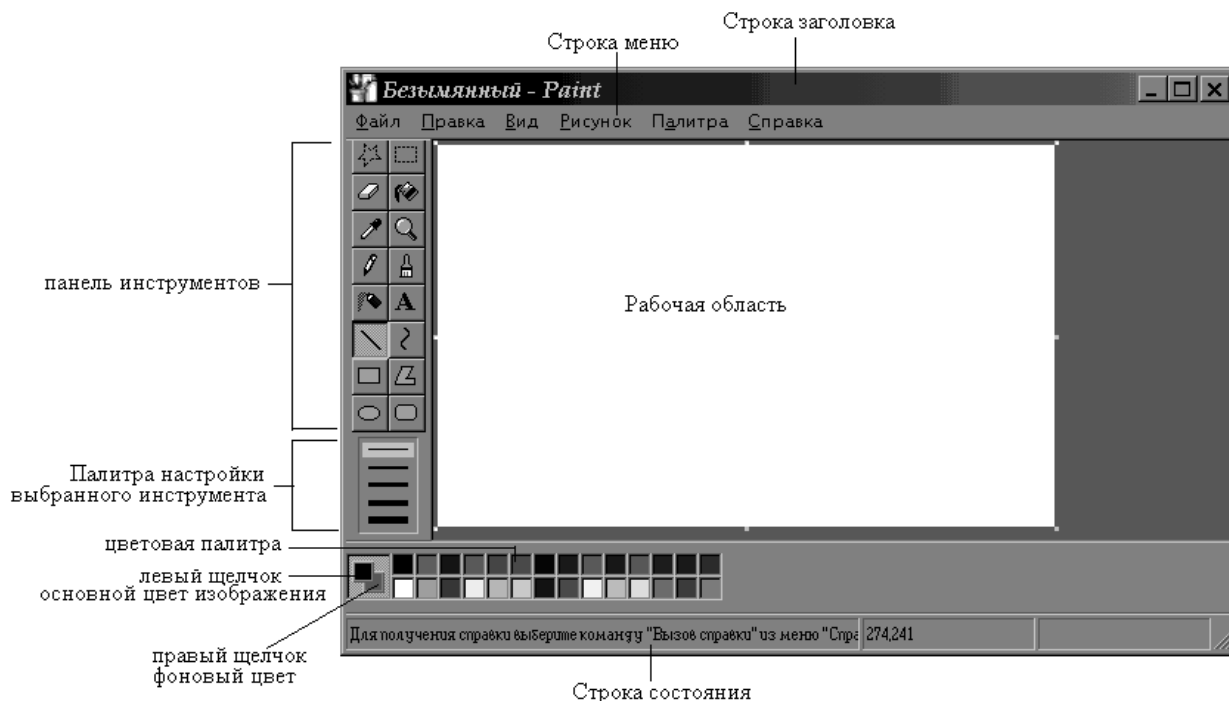 Строка заголовка
Строка меню
Безымянный - Paint
Файл Правка Вид Рисунок Палитра Справка
панель инструментов
A
Рабочая область
Палитра настройки
выбранного инструмента
цветовая палитра
левый щелчок
основной цвет изображения
правый щелчок
фоновый цвет
Для получения справки выберите команду "Вызов справки" из меню "Спра
274,241
Строка состояния